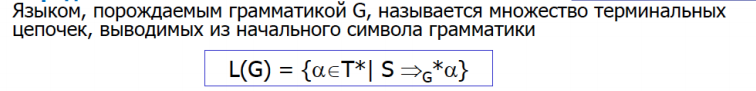 Языком, порождаемым грамматикой G, называется множество терминальных
цепочек, выводимых из начального символа грамматики
L(G) = {α∈T*| S ⇒G*α}